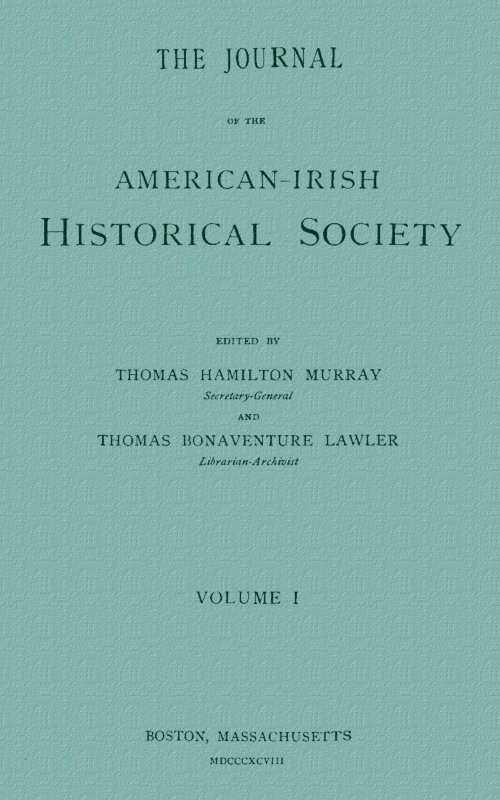 THE JOURNAL
OF THE
AMERICAN-IRISH
HISTORICAL SOCIETY
EDITED BY
THOMAS HAMILTON MURRAY
Secretary-General
AND
THOMAS BONAVENTURE LAWLER
Librarian-Archivist
VOLUME I
BOSTON, MASSACHUSETTS
MDCCCXCVIII